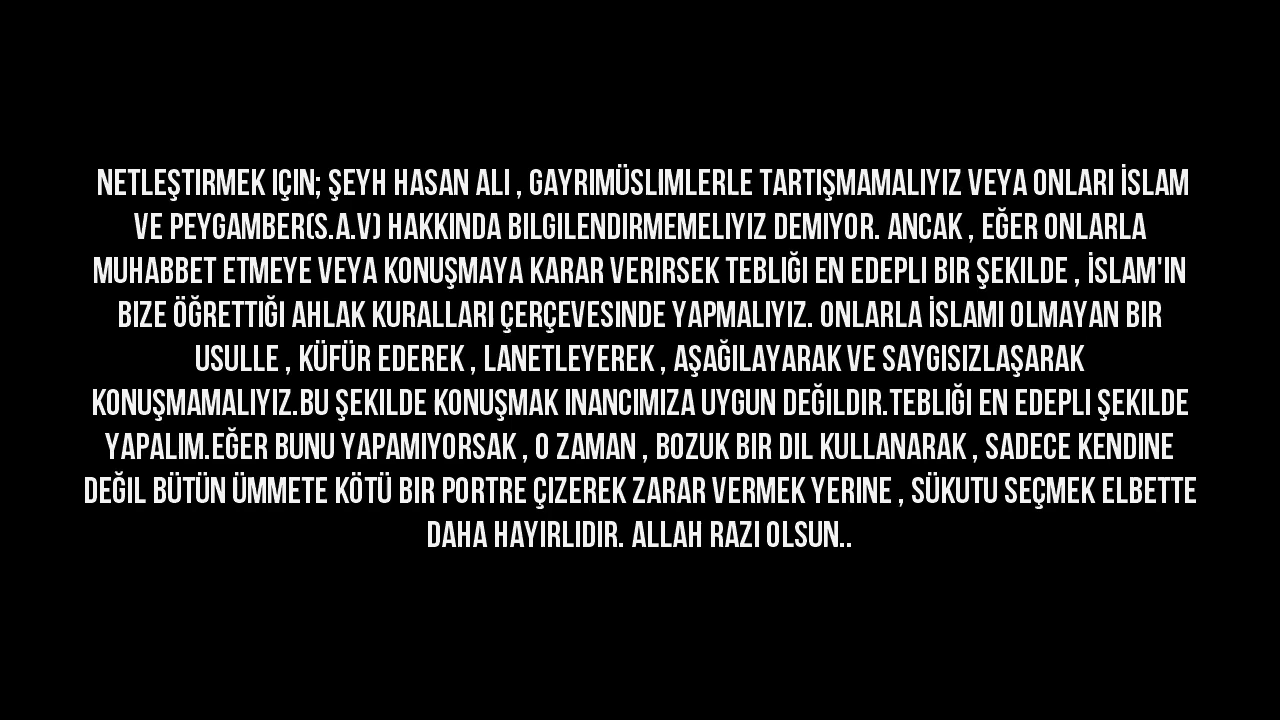 NETLEŞTIRMEK IÇIN; ŞEYH HASAN ALI , GAYRIMÜSLIMLERLE TARTIŞMAMALIYIZ VEYA ONLARI İSLAM
VE PEYGAMBER(S.A.V) HAKKINDA BILGILENDIRMEMELIYIZ DEMIYOR. ANCAK , EĞER ONLARLA
MUHABBET ETMEYE VEYA KONUŞMAYA KARAR VERIRSEK TEBLIĞI EN EDEPLI BIR ŞEKILDE , İSLAM'IN
BIZE ÖĞRETTIĞI AHLAK KURALLARI ÇERÇEVESINDE YAPMALIYIZ. ONLARLA İSLAMI OLMAYAN BIR
USULLE , KÜFÜR EDEREK , LANETLEYEREK , AŞAĞILAYARAK VE SAYGISIZLAŞARAK
KONUŞMAMALIYIZ.BU ŞEKILDE KONUŞMAK INANCIMIZA UYGUN DEĞILDIR.TEBLIĞI EN EDEPLI ŞEKILDE
YAPALIM.EĞER BUNU YAPAMIYORSAK , O ZAMAN , BOZUK BIR DIL KULLANARAK , SADECE KENDINE
DEĞIL BÜTÜN ÜMMETE KÖTÜ BIR PORTRE ÇIZEREK ZARAR VERMEK YERINE , SÜKUTU SEÇMEK ELBETTE
DAHA HAYIRLIDIR. ALLAH RAZI OLSUN..